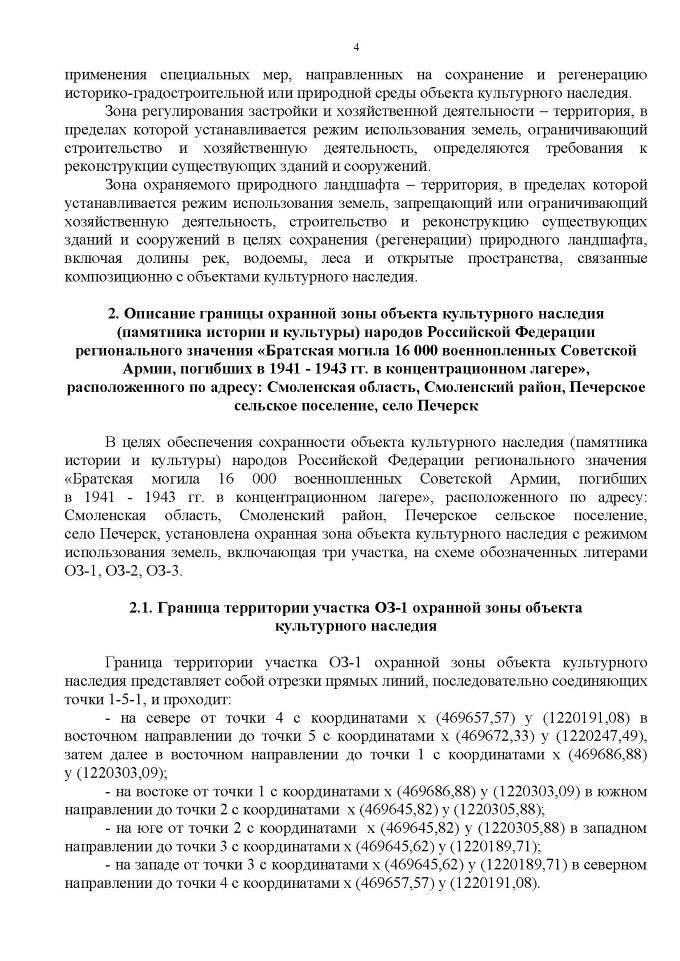 4
применения специальных мер, направленных на сохранение и регенерацию
историко-градостроительной или природной среды объекта культурного наследия.
Зона регулирования застройки и хозяйственной деятельности – территория, в
пределах которой устанавливается режим использования земель, ограничивающий
строительство и хозяйственную деятельность, определяются требования к
реконструкции существующих зданий и сооружений.
Зона охраняемого природного ландшафта – территория, в пределах которой
устанавливается режим использования земель, запрещающий или ограничивающий
хозяйственную деятельность, строительство и реконструкцию существующих
зданий и сооружений в целях сохранения (регенерации) природного ландшафта,
включая долины рек, водоемы, леса и открытые пространства, связанные
композиционно с объектами культурного наследия.
2. Описание границы охранной зоны объекта культурного наследия
(памятника истории и культуры) народов Российской Федерации
регионального значения «Братская могила 16 000 военнопленных Советской
Армии, погибших в 1941 - 1943 гг. в концентрационном лагере»,
расположенного по адресу: Смоленская область, Смоленский район, Печерское
сельское поселение, село Печерск
В целях обеспечения сохранности объекта культурного наследия (памятника
истории и культуры) народов Российской Федерации регионального значения
«Братская могила 16 000 военнопленных Советской Армии, погибших
в 1941 - 1943 гг. в концентрационном лагере», расположенного по адресу:
Смоленская область, Смоленский район, Печерское сельское поселение,
село Печерск, установлена охранная зона объекта культурного наследия с режимом
использования земель, включающая три участка, на схеме обозначенных литерами
ОЗ-1, ОЗ-2, ОЗ-3.
2.1. Граница территории участка ОЗ-1 охранной зоны объекта
культурного наследия
Граница территории участка ОЗ-1 охранной зоны объекта культурного
наследия представляет собой отрезки прямых линий, последовательно соединяющих
точки 1-5-1, и проходит:
- на севере от точки 4 с координатами x (469657,57) y (1220191,08) в
восточном направлении до точки 5 с координатами x (469672,33) y (1220247,49),
затем далее в восточном направлении до точки 1 с координатами x (469686,88)
y (1220303,09);
- на востоке от точки 1 с координатами x (469686,88) y (1220303,09) в южном
направлении до точки 2 с координатами x (469645,82) y (1220305,88);
- на юге от точки 2 с координатами x (469645,82) y (1220305,88) в западном
направлении до точки 3 с координатами x (469645,62) y (1220189,71);
- на западе от точки 3 с координатами x (469645,62) y (1220189,71) в северном
направлении до точки 4 с координатами x (469657,57) y (1220191,08).